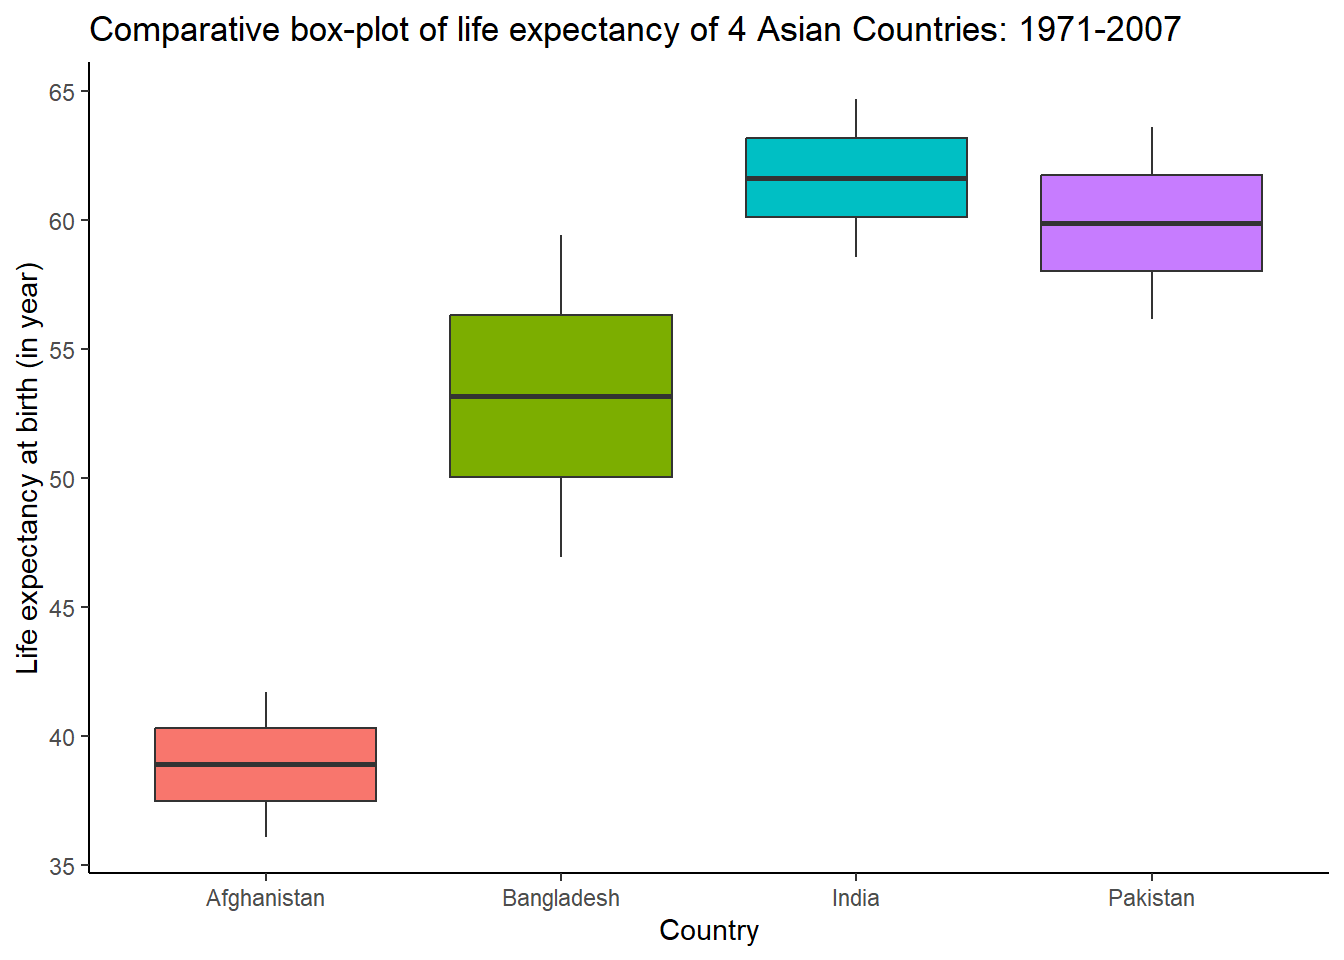 Comparative box-plot of life expectancy of 4 Asian Countries: 1971-2007
Life expectancy at birth (in year)
65
60
55
50
45
40
35
Afghanistan
Bangladesh
India
Pakistan
Country